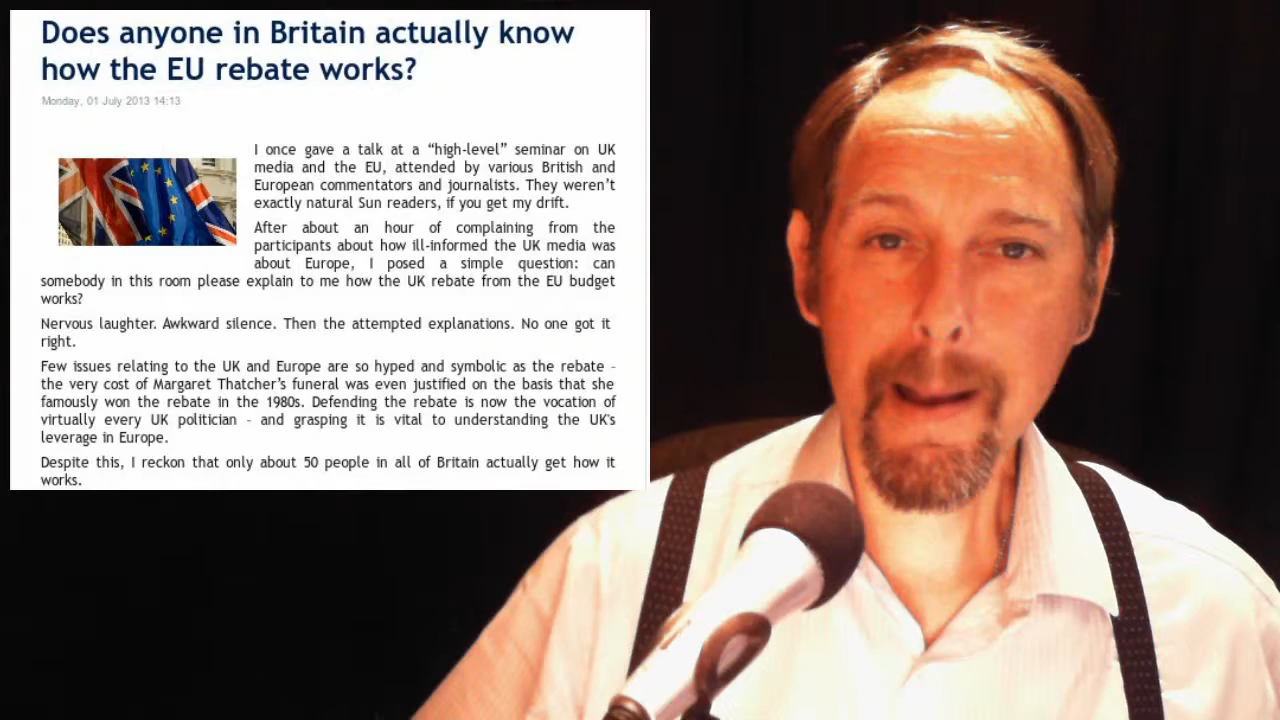 Does anyone in Britain actually know
how the EU rebate works?
Monday, 01 July 2013 14:13
I once gave a talk at a “high-level” seminar on UK
media and the EU, attended by various British and
European commentators and journalists. They weren’t
exactly natural Sun readers, if you get my drift.
After about an hour of complaining from the
participants about how ill-informed the UK media was
about Europe, I posed a simple question: can
somebody in this room please explain to me how the UK rebate from the EU budget
works?
Nervous laughter. Awkward silence. Then the attempted explanations. No one got it
right.
Few issues relating to the UK and Europe are so hyped and symbolic as the rebate –
the very cost of Margaret Thatcher’s funeral was even justified on the basis that she
famously won the rebate in the 1980s. Defending the rebate is now the vocation of
virtually every UK politician – and grasping it is vital to understanding the UK's
leverage in Europe.
Despite this, I reckon that only about 50 people in all of Britain actually get how it
works.